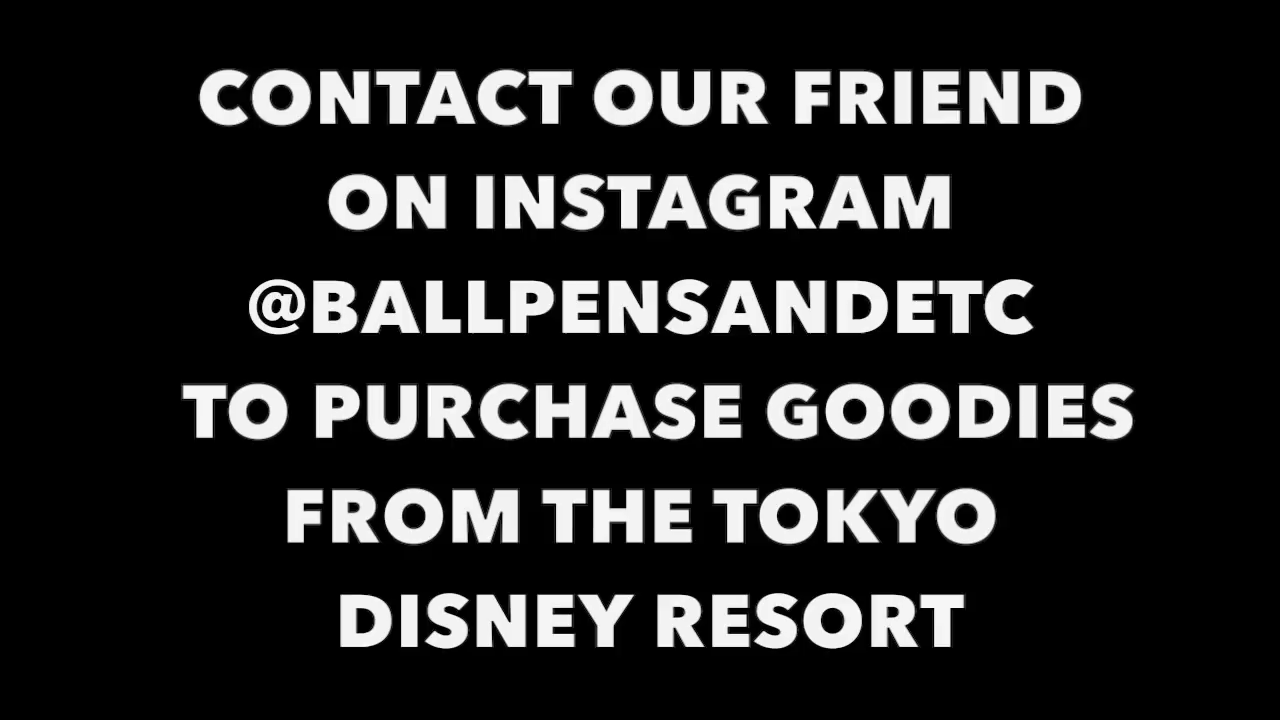 CONTACT OUR FRIEND
ON INSTAGRAM
@BALLPENSANDETC
TO PURCHASE GOODIES
FROM THE TOKYO
DISNEY RESORT